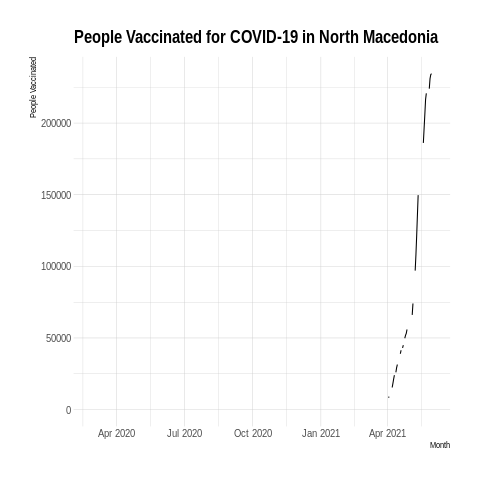 People Vaccinated for COVID-19 in North Macedonia
People Vaccinated
200000
150000
100000
50000
0
Apr 2020 Jul 2020 Oct 2020 Jan 2021 Apr 2021
Month